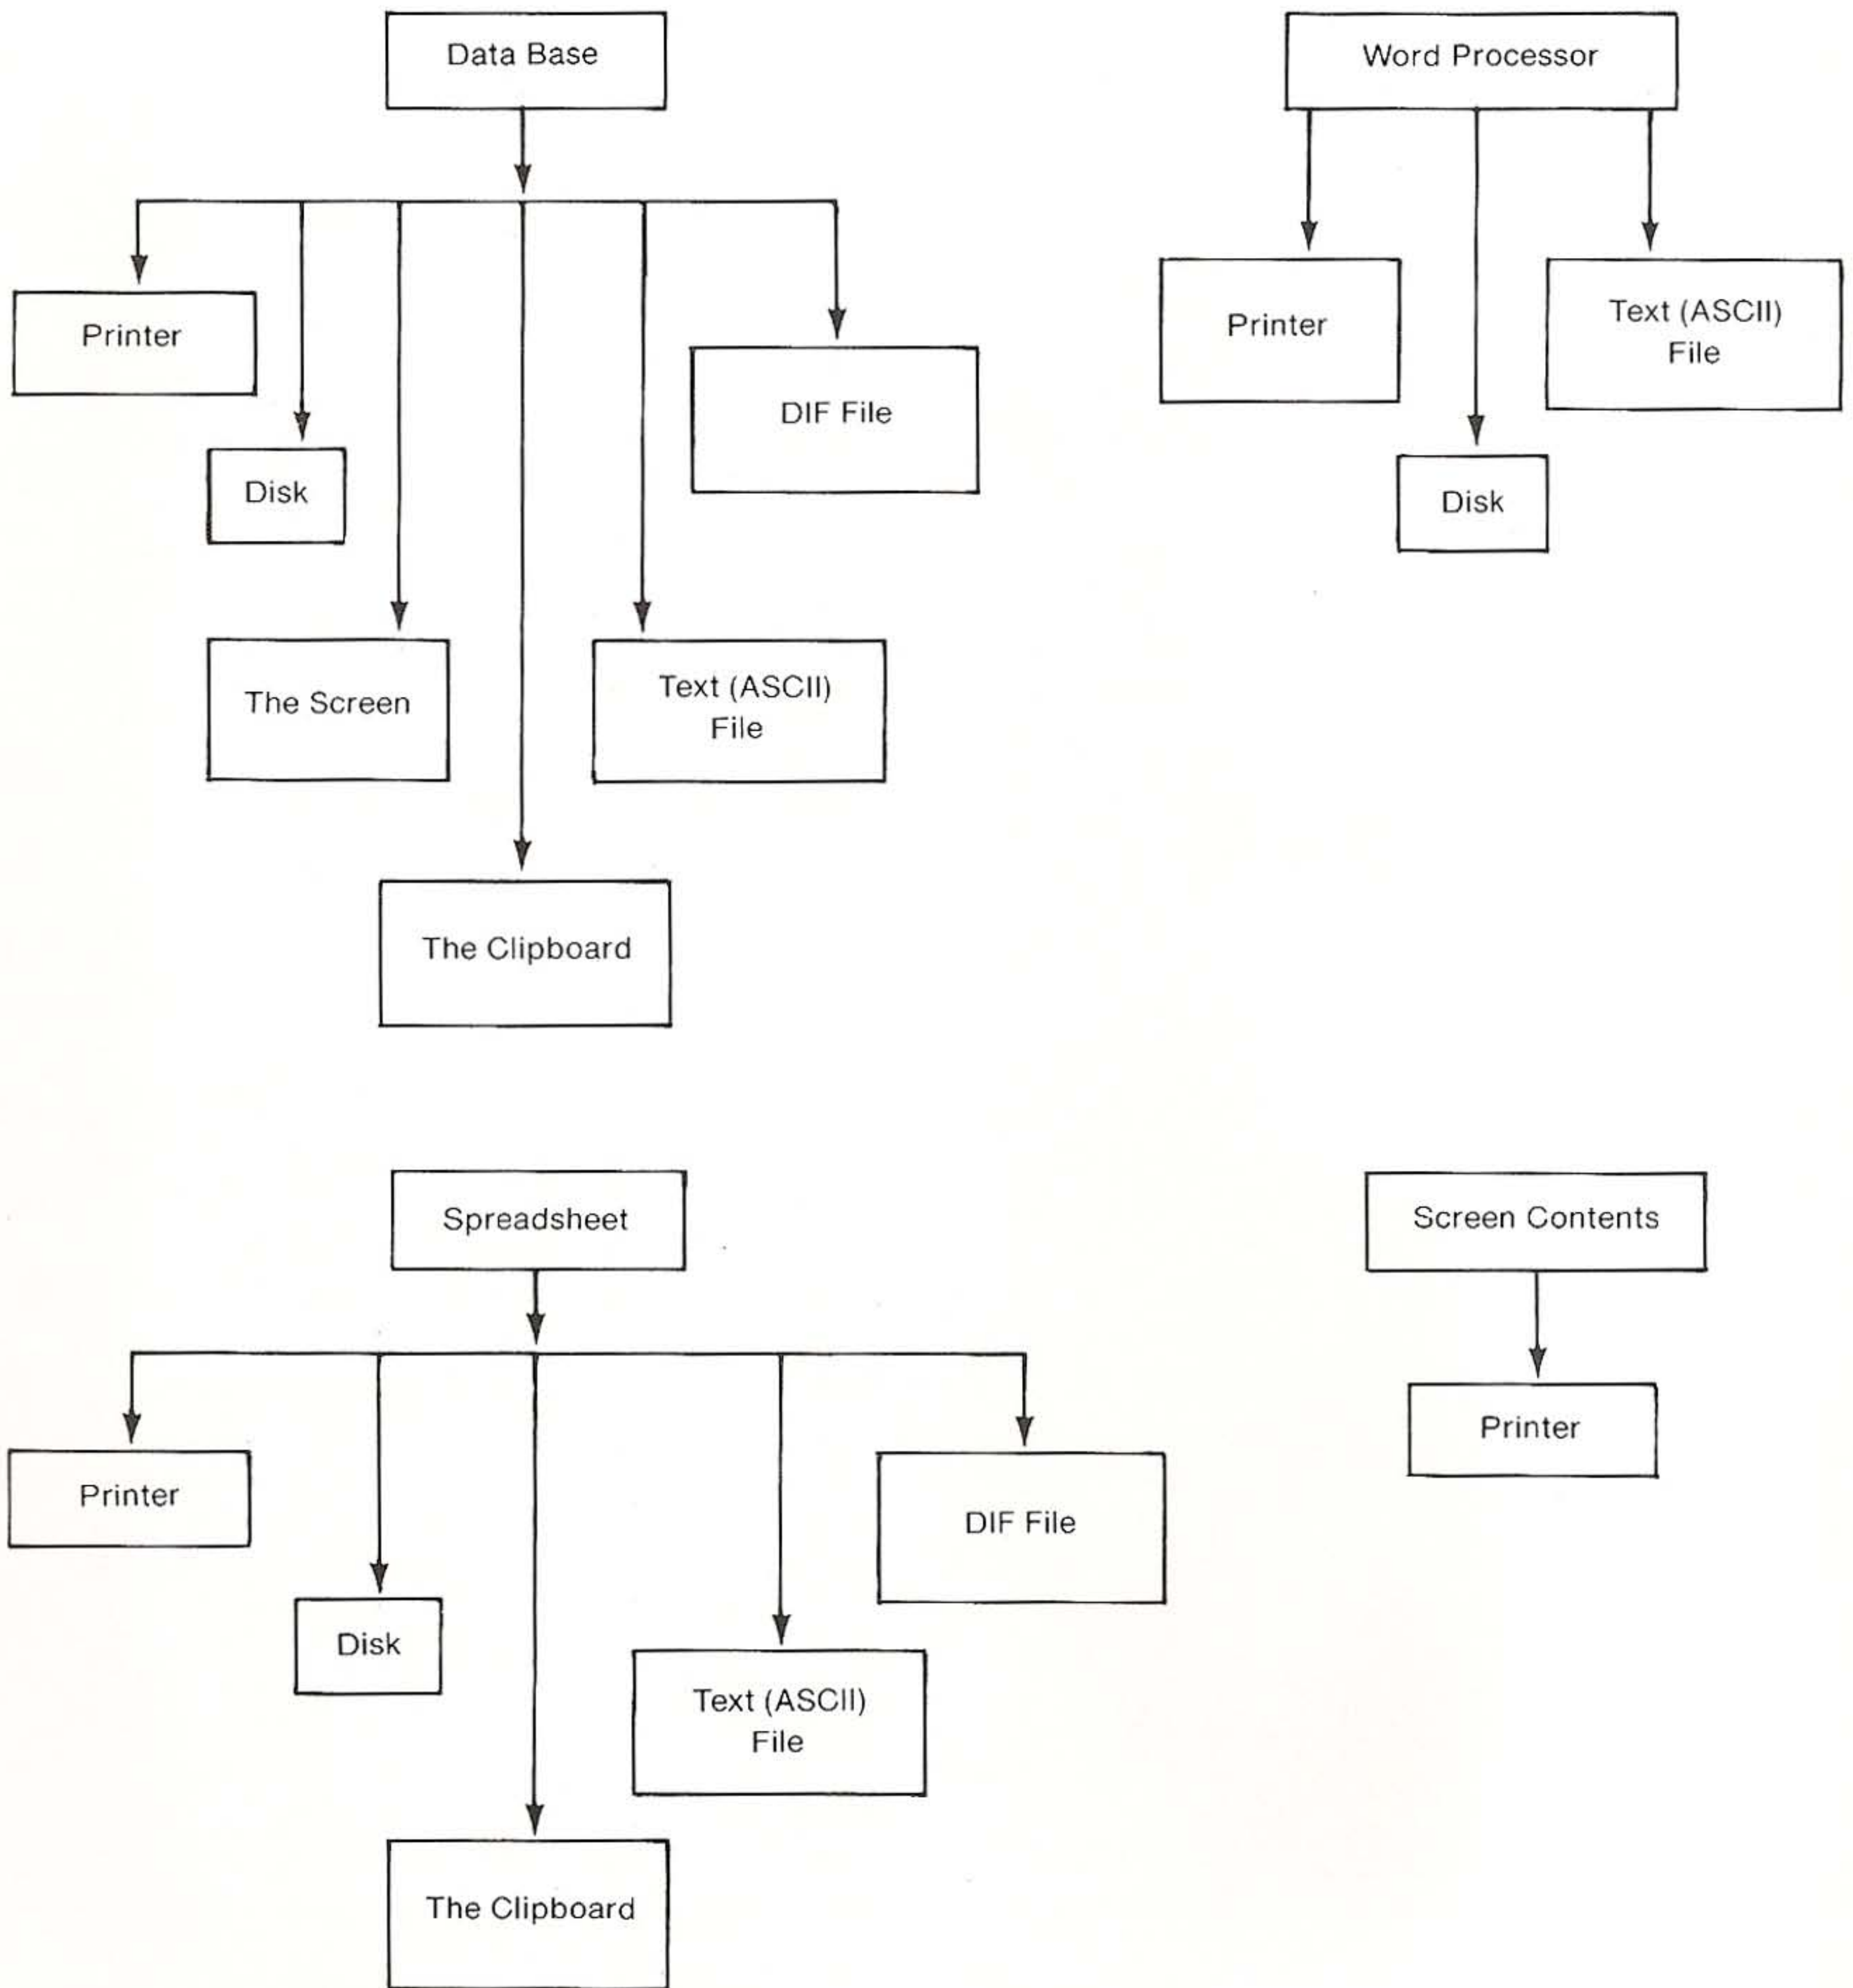 Data Base
Printer
Disk
The Screen
The Clipboard
Text (ASCII)
File
DIF File
Word Processor
Printer
Disk
Text (ASCII)
File
Spreadsheet
Printer
Disk
The Clipboard
Text (ASCII)
File
DIF File
Screen Contents
Printer